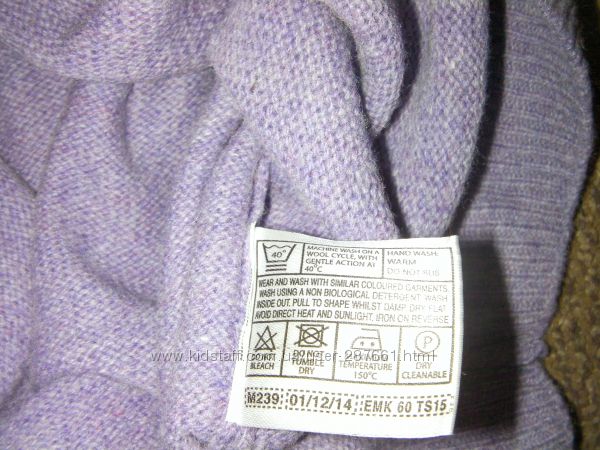 40°
MACHINE WASH ON A
WOOL CYCLE, WITH
GENTLE ACTION AT
40°C
HAND WASH:
WARM
DO NOT RUB
WEAR AND WASH WITH SIMILAR COLOURED GARMENTS
WASH USING A NON BIOLOGICAL DETERGENT WASH
INSIDE OUT. PULL TO SHAPE WHILST DAMP. DRY FLAT
AVOID DIRECT HEAT AND SUNLIGHT. IRON ON REVERSE
DO NOT
BLEACH
DO NOT
TUMBLE
DRY
TEMPERATURE
150°C
P
DRY
CLEANABLE
M239 01/12/14 EMK 60 TS15